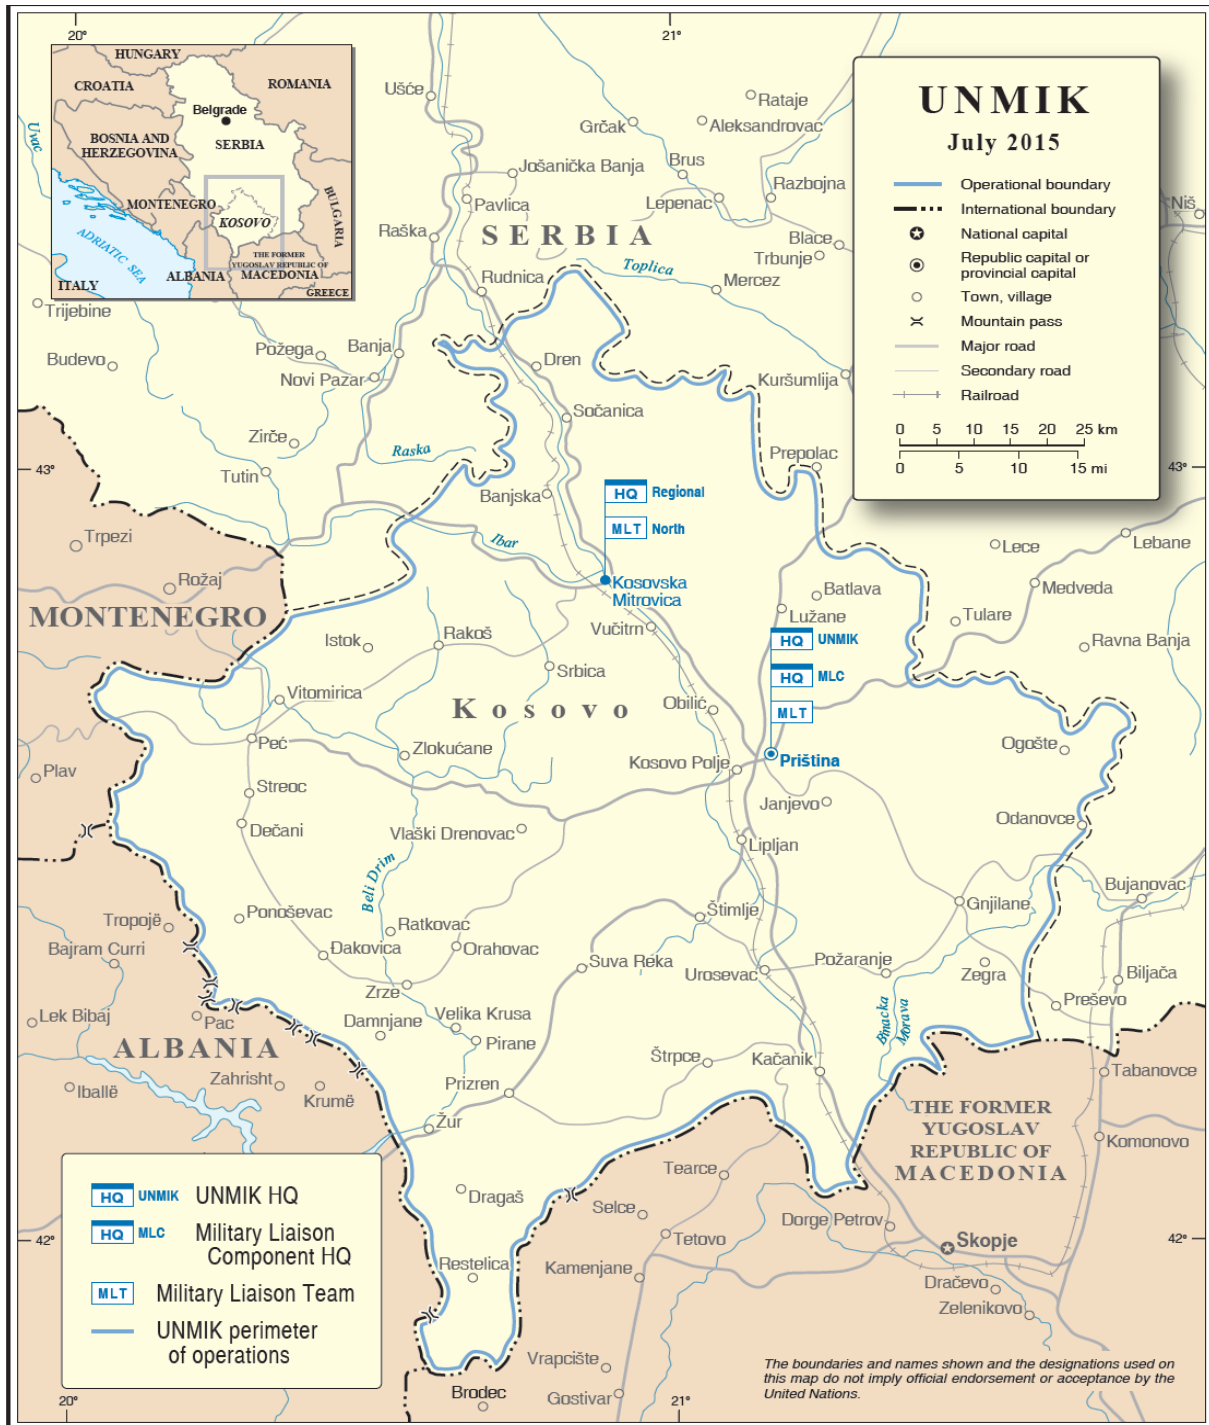 20°
21°
HUNGARY
CROATIA
ROMANIA
Belgrade
BOSNIA AND
HERZEGOVINA
SERBIA
MONTENEGRO
KOSOVO
BULGARIA
ADRIATIC SEA
THE FORMER
YUGOSLAV REPUBLIC OF
MACEDONIA
ALBANIA
ITALY
GREECE
Uvac
UNMIK
July 2015
Operational boundary
International boundary
National capital
Republic capital or
provincial capital
Town, village
Mountain pass
Major road
Secondary road
Railroad
0 5 10 15 20 25 km
0 5 10 15 mi
Ušće
Rataje
Grčak
Aleksandrovac
Jošanička Banja
Brus
Razbojna
Pavlica
Lepenac
Niš
Raška
SERBIA
Blace
Trbunje
Toplica
Rudnica
Mercez
Trijebine
Požega
Banja
Budevo
Dren
Novi Pazar
Kuršumlija
Sočanica
Zirče
Raska
Prepolac
Tutin
43°
43°
Banjska
HQ Regional
MLT North
Trpezi
Ibar
Lece
Lebane
Rožaj
Kosovska
Mitrovica
Batlava
Medveda
MONTENEGRO
Lužane
Tulare
Vučitrn
Istok
Rakoš
HQ UNMIK
Ravna Banja
Srbica
HQ MLC
Vitomirica
Kosovo
Obilić
MLT
Peć
Zlokućane
Ogošte
Plav
Kosovo Polje
Priština
Streoc
Janjevo
Dečani
Vlaški Drenovac
Odanovce
Lipljan
Beli Drim
Bujanovac
Ponoševac
Štimlje
Gnjilane
Tropojë
Ratkovac
Bajram Curri
Đakovica
Orahovac
Suva Reka
Požaranje
Urosevac
Zegra
Biljača
Zrze
Preševo
Lek Bibaj
Pac
Damnjane
Velika Krusa
Binacka
Morava
ALBANIA
Pirane
Štrpce
Kačanik
Zahrisht
Tabanovce
Iballë
Krumë
Prizren
THE FORMER
YUGOSLAV
REPUBLIC OF
MACEDONIA
Žur
Komonovo
Tearce
HQ UNMIK UNMIK HQ
HQ MLC Military Liaison
Component HQ
MLT Military Liaison Team
UNMIK perimeter
of operations
Dragaš
Selce
Dorge Petrov
42°
42°
Tetovo
Skopje
Restelica
Kamenjane
Dračevo
Zelenikovo
Vrapcište
Brodec
Gostivar
The boundaries and names shown and the designations used on
this map do not imply official endorsement or acceptance by the
United Nations.
20°
21°